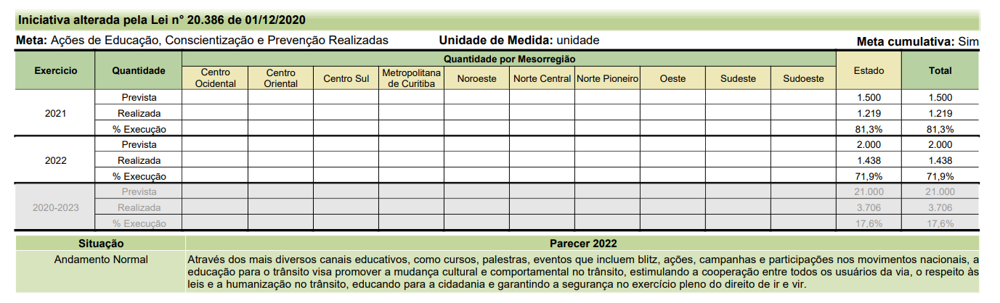 Iniciativa alterada pela Lei n° 20.386 de 01/12/2020
Meta: Ações de Educação, Conscientização e Prevenção Realizadas Unidade de Medida: unidade Meta cumulativa: Sim
Exercicio Quantidade Quantidade por Mesorregião Estado Total
Centro Ocidental Centro Oriental Centro Sul Metropolitana de Curitiba Noroeste Norte Central Norte Pioneiro Oeste Sudeste Sudoeste
2021
Prevista 1.500 1.500
Realizada 1.219 1.219
% Execução 81,3% 81,3%
2022
Prevista 2.000 2.000
Realizada 1.438 1.438
% Execução 71,9% 71,9%
2020-2023
Prevista 21.000 21.000
Realizada 3.706 3.706
% Execução 17,6% 17,6%
Situação Parecer 2022
Andamento Normal Através dos mais diversos canais educativos, como cursos, palestras, eventos que incluem blitz, ações, campanhas e participações nos movimentos nacionais, a
educação para o trânsito visa promover a mudança cultural e comportamental no trânsito, estimulando a cooperação entre todos os usuários da via, o respeito às
leis e a humanização no trânsito, educando para a cidadania e garantindo a segurança no exercício pleno do direito de ir e vir.